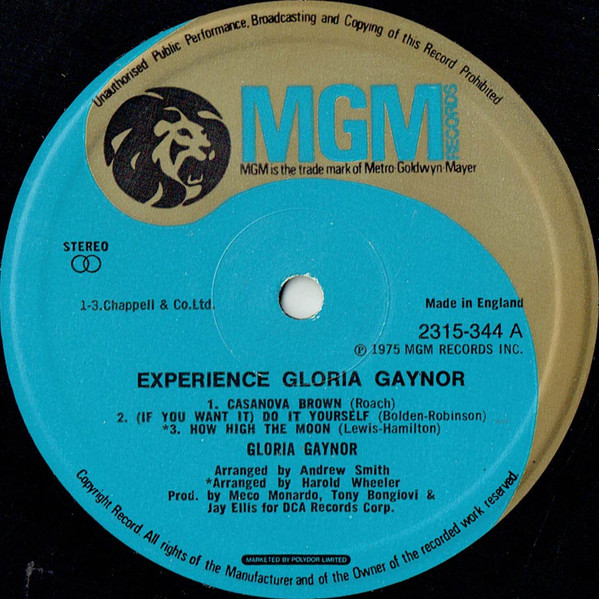 Unauthorised Public Performance, Broadcasting and Copying of this Record Prohibited
MGM
RECORDS
MGM is the trade mark of Metro-Goldwyn-Mayer
STEREO
1-3. Chappell & Co. Ltd.
Made in England
2315-344 A
Ⓟ 1975 MGM RECORDS INC.
EXPERIENCE GLORIA GAYNOR
1. CASANOVA BROWN (Roach)
2. (IF YOU WANT IT) DO IT YOURSELF (Bolden-Robinson)
*3. HOW HIGH THE MOON (Lewis-Hamilton)
GLORIA GAYNOR
Arranged by Andrew Smith
*Arranged by Harold Wheeler
Prod. by Meco Monardo, Tony Bongiovi &
Jay Ellis for DCA Records Corp.
MARKETED BY POLYDOR LIMITED
Copyright Record. All rights of the Manufacturer and of the Owner of the recorded work reserved.